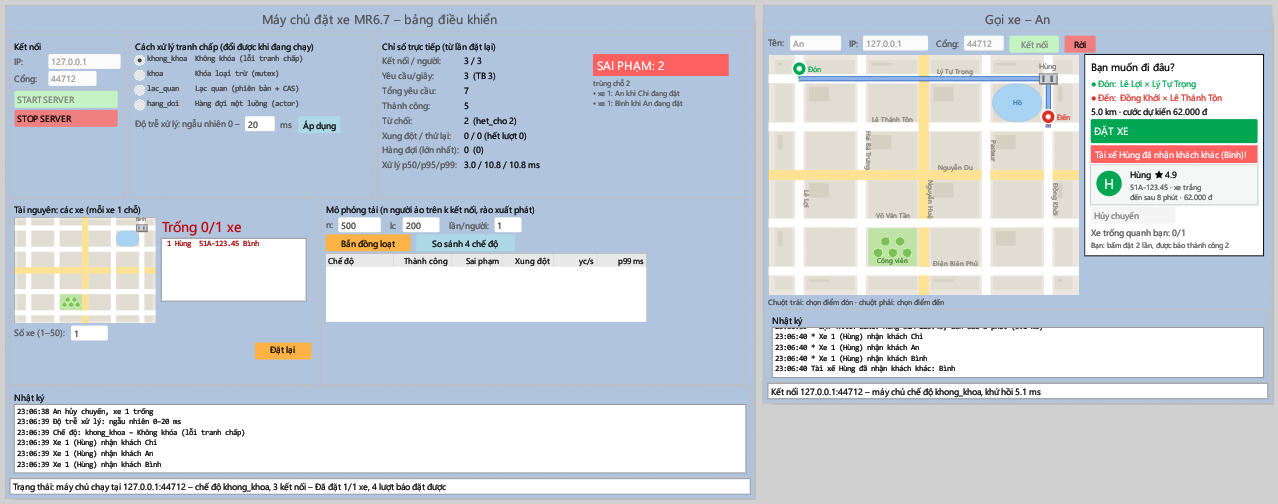 Máy chủ đặt xe MR6.7 – bảng điều khiển
Kết nối
IP: 127.0.0.1
Cổng: 44712
START SERVER
STOP SERVER
Cách xử lý tranh chấp (đổi được khi đang chạy)
khong_khoa Không khóa (lỗi tranh chấp)
khoa Khóa loại trừ (mutex)
lac_quan Lạc quan (phiên bản + CAS)
hang_doi Hàng đợi một luồng (actor)
Độ trễ xử lý: ngẫu nhiên 0 – 20 ms Áp dụng
Chỉ số trực tiếp (từ lần đặt lại)
Kết nối / người: 3 / 3
Yêu cầu/giây: 3 (TB 3)
Tổng yêu cầu: 7
Thành công: 5
Từ chối: 2 (het_cho 2)
Xung đột / thử lại: 0 / 0 (hết lượt 0)
Hàng đợi (lớn nhất): 0 (0)
Xử lý p50/p95/p99: 3.0 / 10.8 / 10.8 ms
SAI PHẠM: 2
trùng chỗ 2
• xe 1: An khi Chi đang đặt
• xe 1: Bình khi An đang đặt
Tài nguyên: các xe (mỗi xe 1 chỗ)
Bình
Trống 0/1 xe
1 Hùng 51A-123.45 Bình
Số xe (1–50): 1
Đặt lại
Mô phỏng tải (n người ảo trên k kết nối, rào xuất phát)
n: 500 k: 200 lần/người: 1
Bắn đồng loạt
So sánh 4 chế độ
Chế độ Thành công Sai phạm Xung đột yc/s p99 ms
Nhật ký
23:06:38 An hủy chuyến, xe 1 trống
23:06:39 Độ trễ xử lý: ngẫu nhiên 0–20 ms
23:06:39 Chế độ: khong_khoa – Không khóa (lỗi tranh chấp)
23:06:39 Xe 1 (Hùng) nhận khách Chi
23:06:39 Xe 1 (Hùng) nhận khách An
23:06:39 Xe 1 (Hùng) nhận khách Bình
Trạng thái: máy chủ chạy tại 127.0.0.1:44712 – chế độ khong_khoa, 3 kết nối – Đã đặt 1/1 xe, 4 lượt báo đặt được
Gọi xe – An
Tên: An IP: 127.0.0.1 Cổng: 44712 Kết nối Rời
Đón
Lý Tự Trọng
Hùng
Hồ
Đến
Lê Thánh Tôn
Hai Bà Trưng
Pasteur
Nguyễn Du
Lê Lợi
Nguyễn Huệ
Đồng Khởi
Võ Văn Tần
Công viên
Điện Biên Phủ
Chuột trái: chọn điểm đón · chuột phải: chọn điểm đến
Bạn muốn đi đâu?
● Đón: Lê Lợi × Lý Tự Trọng
● Đến: Đồng Khởi × Lê Thánh Tôn
5.0 km · cước dự kiến 62.000 đ
ĐẶT XE
Tài xế Hùng đã nhận khách khác (Bình)!
H
Hùng ★ 4.9
51A-123.45 · xe trắng
đến sau 8 phút · 62.000 đ
Hủy chuyến
Xe trống quanh bạn: 0/1
Bạn: bấm đặt 2 lần, được báo thành công 2
Nhật ký
23:06:40 * Xe 1 (Hùng) nhận khách Chi
23:06:40 * Xe 1 (Hùng) nhận khách An
23:06:40 * Xe 1 (Hùng) nhận khách Bình
23:06:40 Tài xế Hùng đã nhận khách khác: Bình
Kết nối 127.0.0.1:44712 – máy chủ chế độ khong_khoa, khứ hồi 5.1 ms